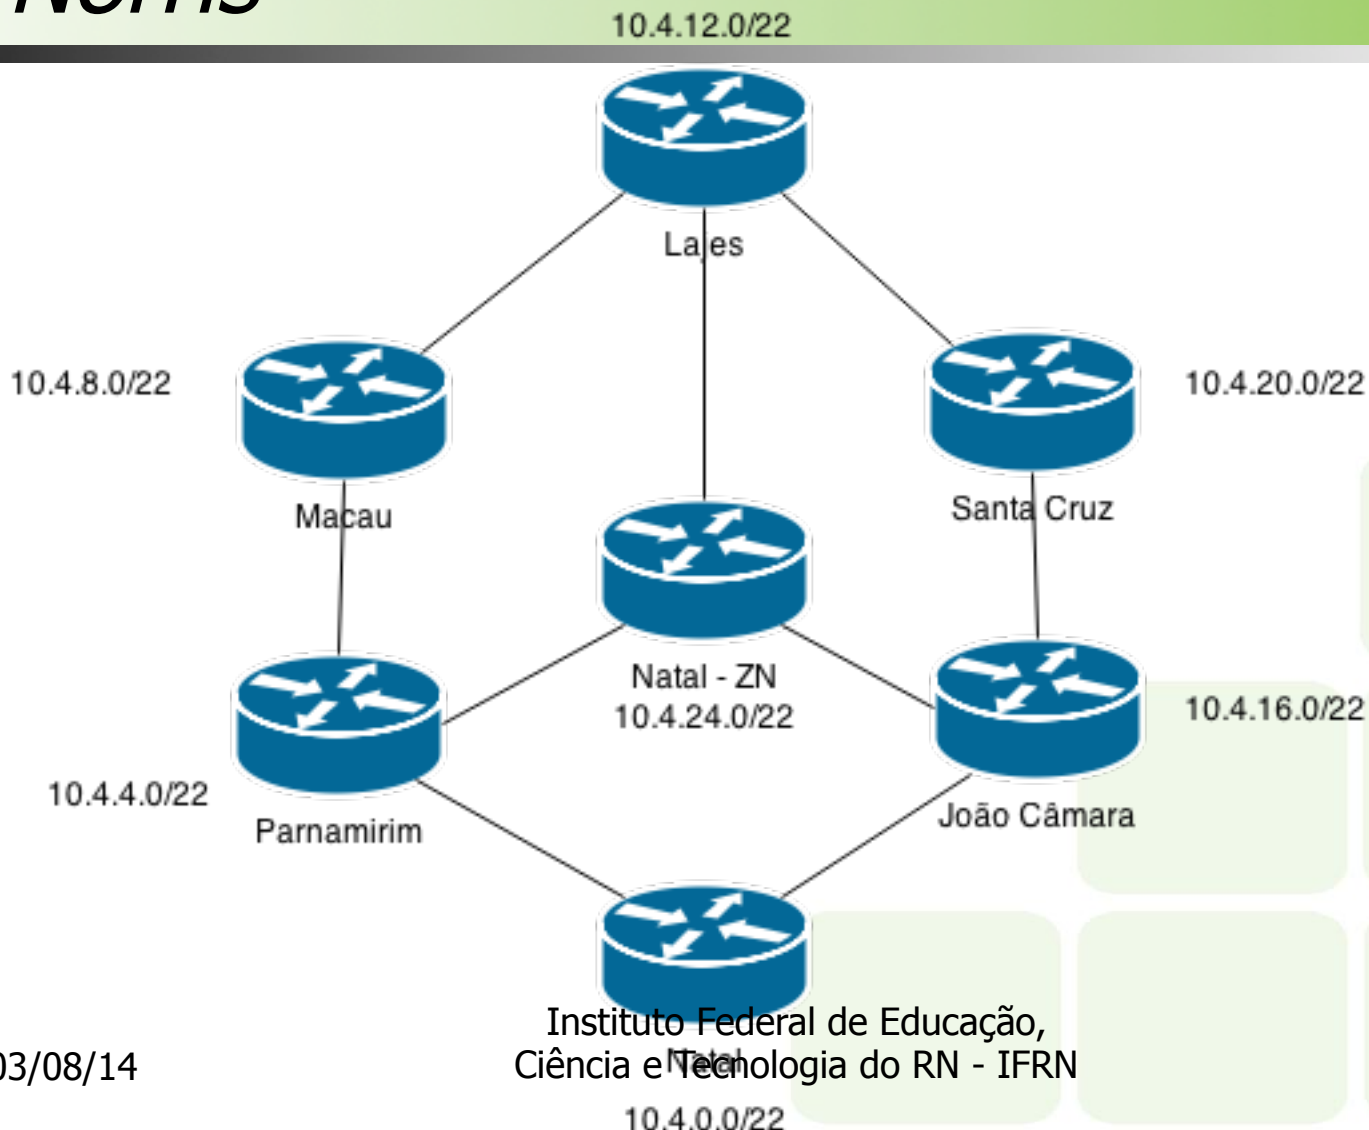 10.4.12.0/22
Lajes
10.4.8.0/22
10.4.20.0/22
Macau
Santa Cruz
Natal - ZN
10.4.24.0/22
10.4.16.0/22
10.4.4.0/22
Parnamirim
João Câmara
Instituto Federal de Educação,
03/08/14
Ciência e Tecnologia do RN - IFRN
Natal
10.4.0.0/22